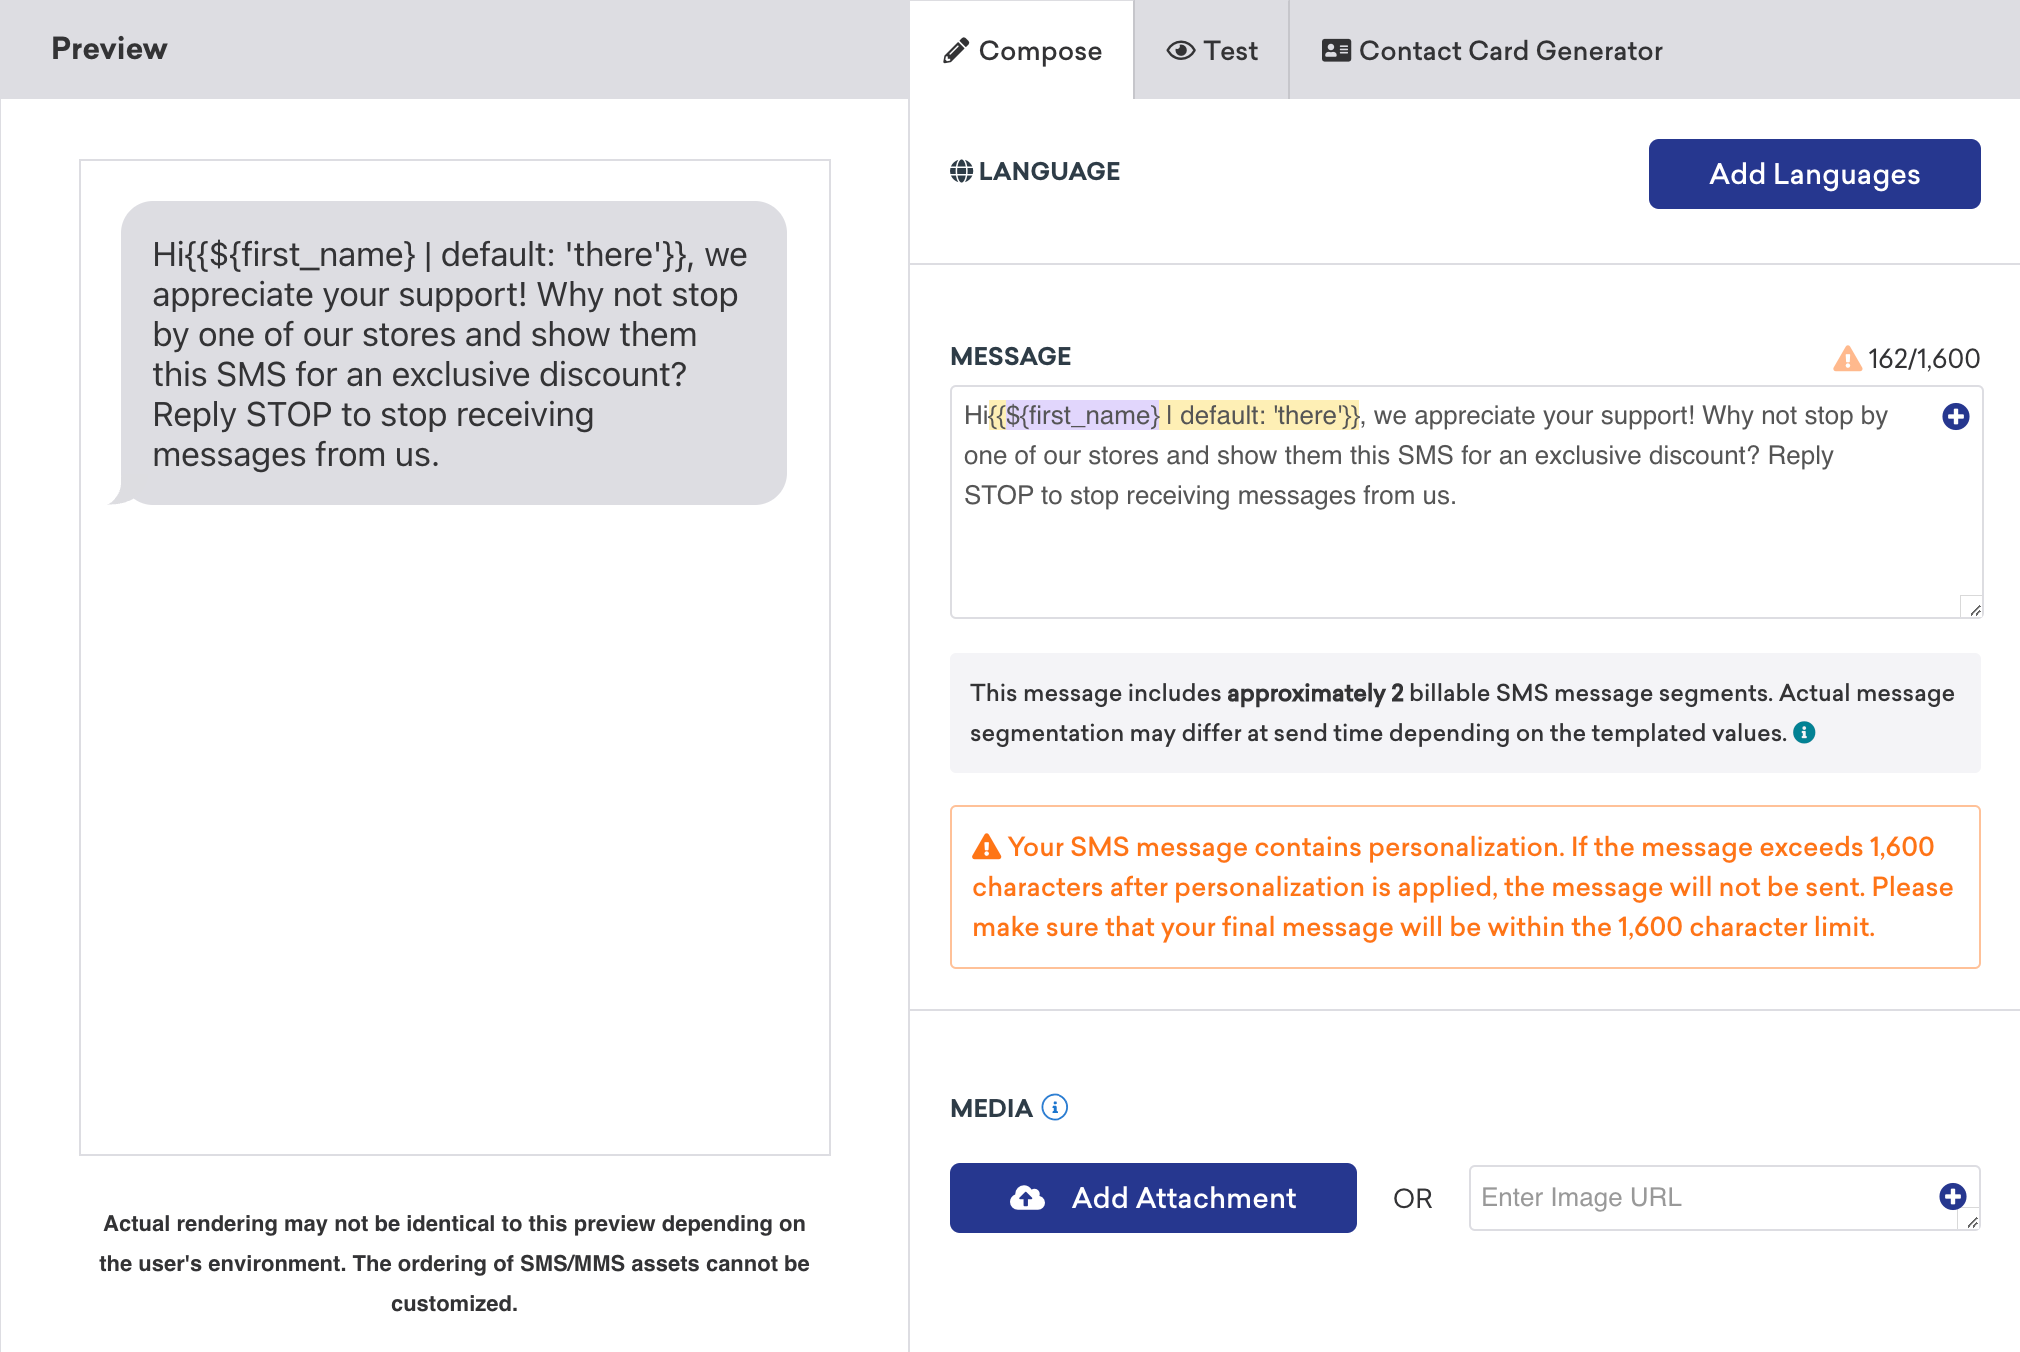 Preview
Hi{{${first_name} | default: 'there'}}, we
appreciate your support! Why not stop
by one of our stores and show them
this SMS for an exclusive discount?
Reply STOP to stop receiving
messages from us.
Actual rendering may not be identical to this preview depending on
the user's environment. The ordering of SMS/MMS assets cannot be
customized.
Compose
Test
Contact Card Generator
LANGUAGE
Add Languages
MESSAGE
162/1,600
Hi{{${first_name} | default: 'there'}}, we appreciate your support! Why not stop by
one of our stores and show them this SMS for an exclusive discount? Reply
STOP to stop receiving messages from us.
This message includes approximately 2 billable SMS message segments. Actual message
segmentation may differ at send time depending on the templated values.
Your SMS message contains personalization. If the message exceeds 1,600
characters after personalization is applied, the message will not be sent. Please
make sure that your final message will be within the 1,600 character limit.
MEDIA
Add Attachment
OR
Enter Image URL